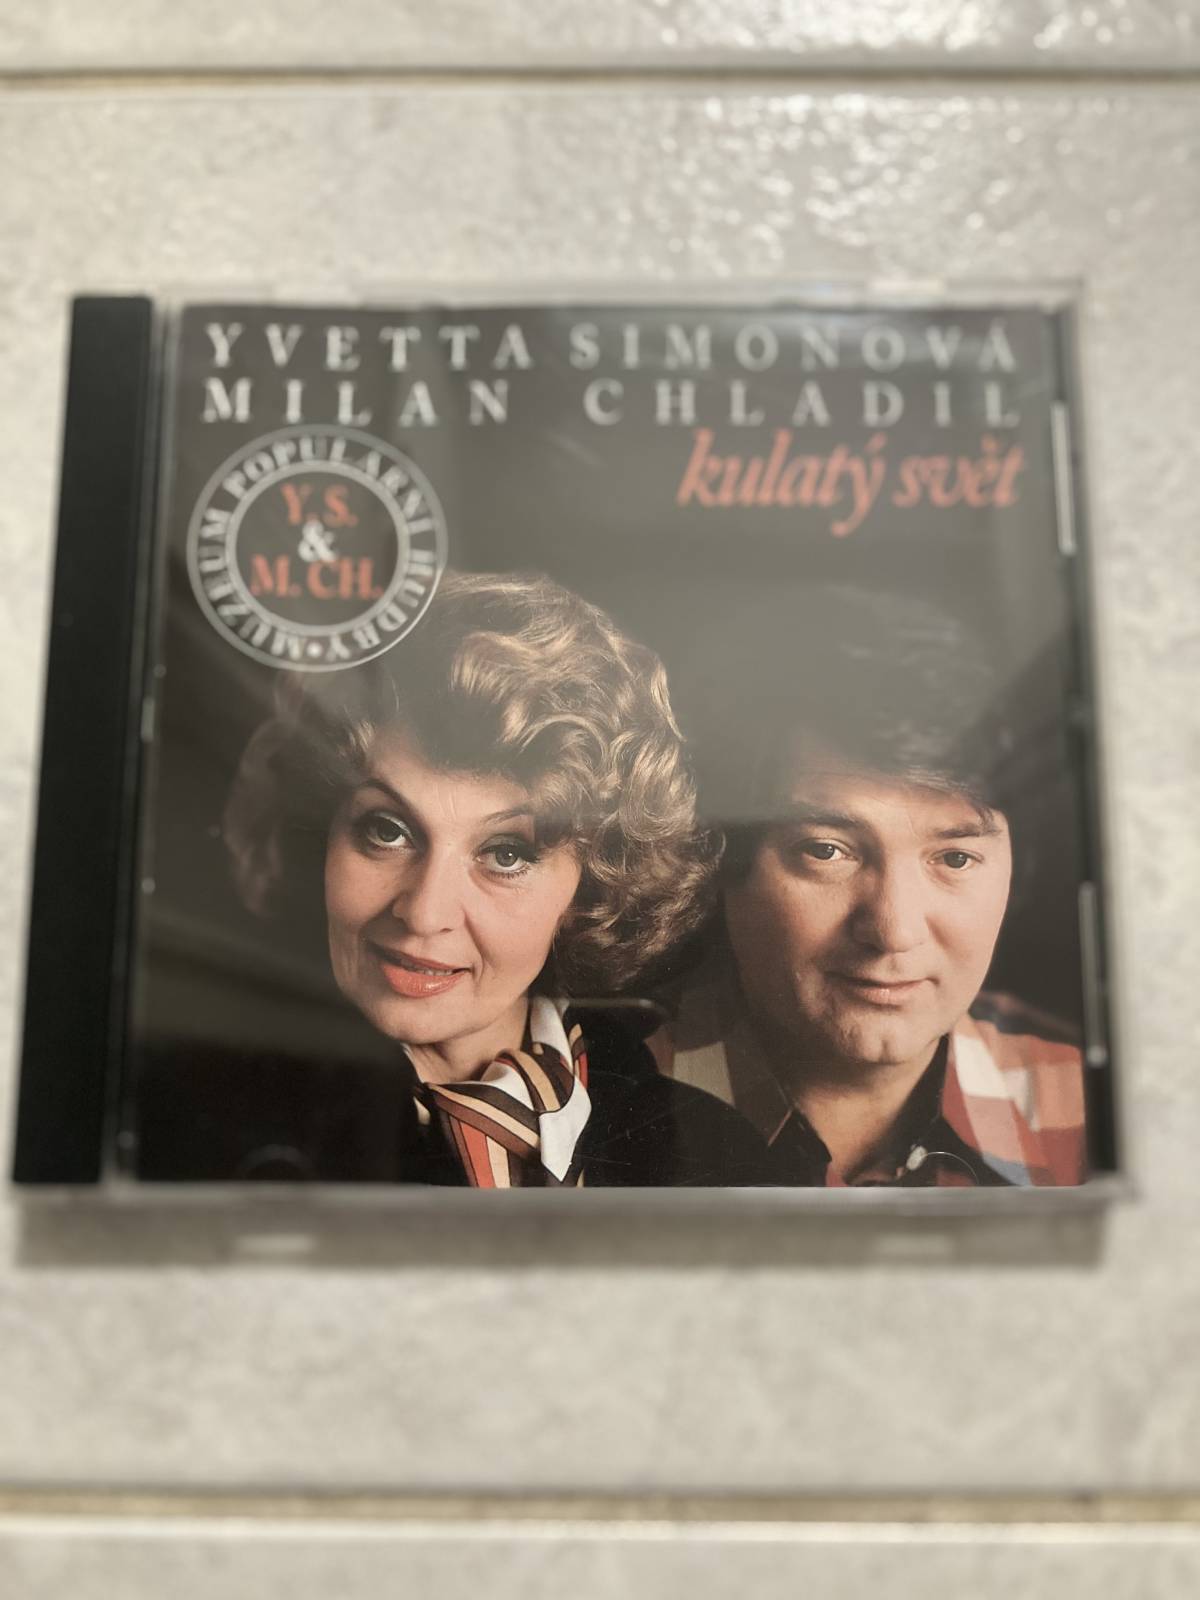 YVETTA SIMONOVÁ
MILAN CHLADIL
kulatý svět
MUZEUM POPULÁRNÍ HUDBY •
Y. S.
&
M. CH.